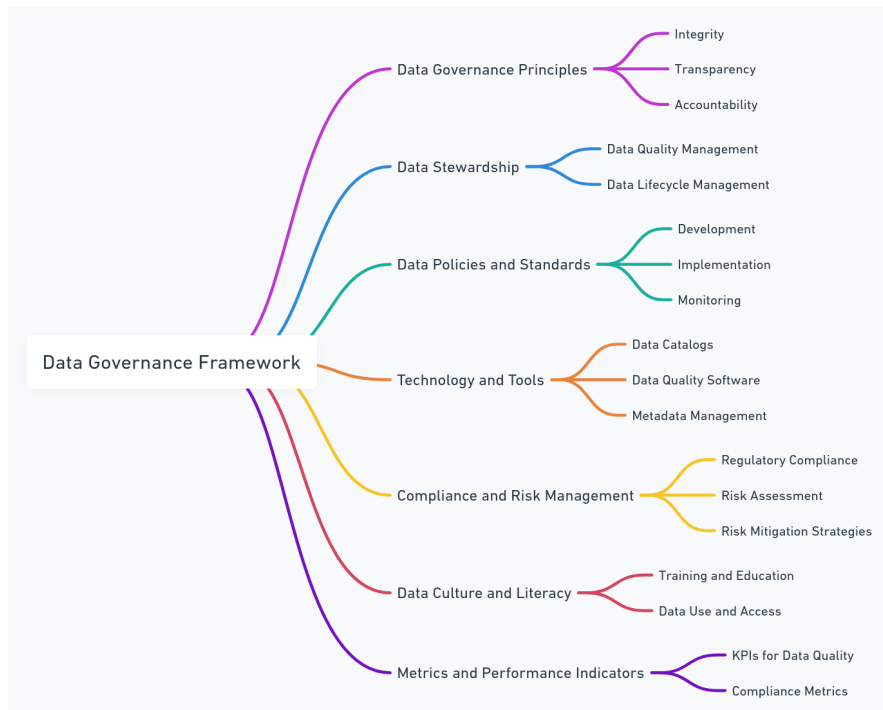 Data Governance Framework
Data Governance Principles
Integrity
Transparency
Accountability
Data Stewardship
Data Quality Management
Data Lifecycle Management
Data Policies and Standards
Development
Implementation
Monitoring
Technology and Tools
Data Catalogs
Data Quality Software
Metadata Management
Compliance and Risk Management
Regulatory Compliance
Risk Assessment
Risk Mitigation Strategies
Data Culture and Literacy
Training and Education
Data Use and Access
Metrics and Performance Indicators
KPIs for Data Quality
Compliance Metrics